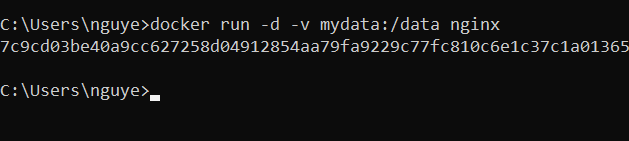 C:\Users\nguye>docker run -d -v mydata:/data nginx
7c9cd03be40a9cc627258d04912854aa79fa9229c77fc810c6e1c37c1a01365
C:\Users\nguye>